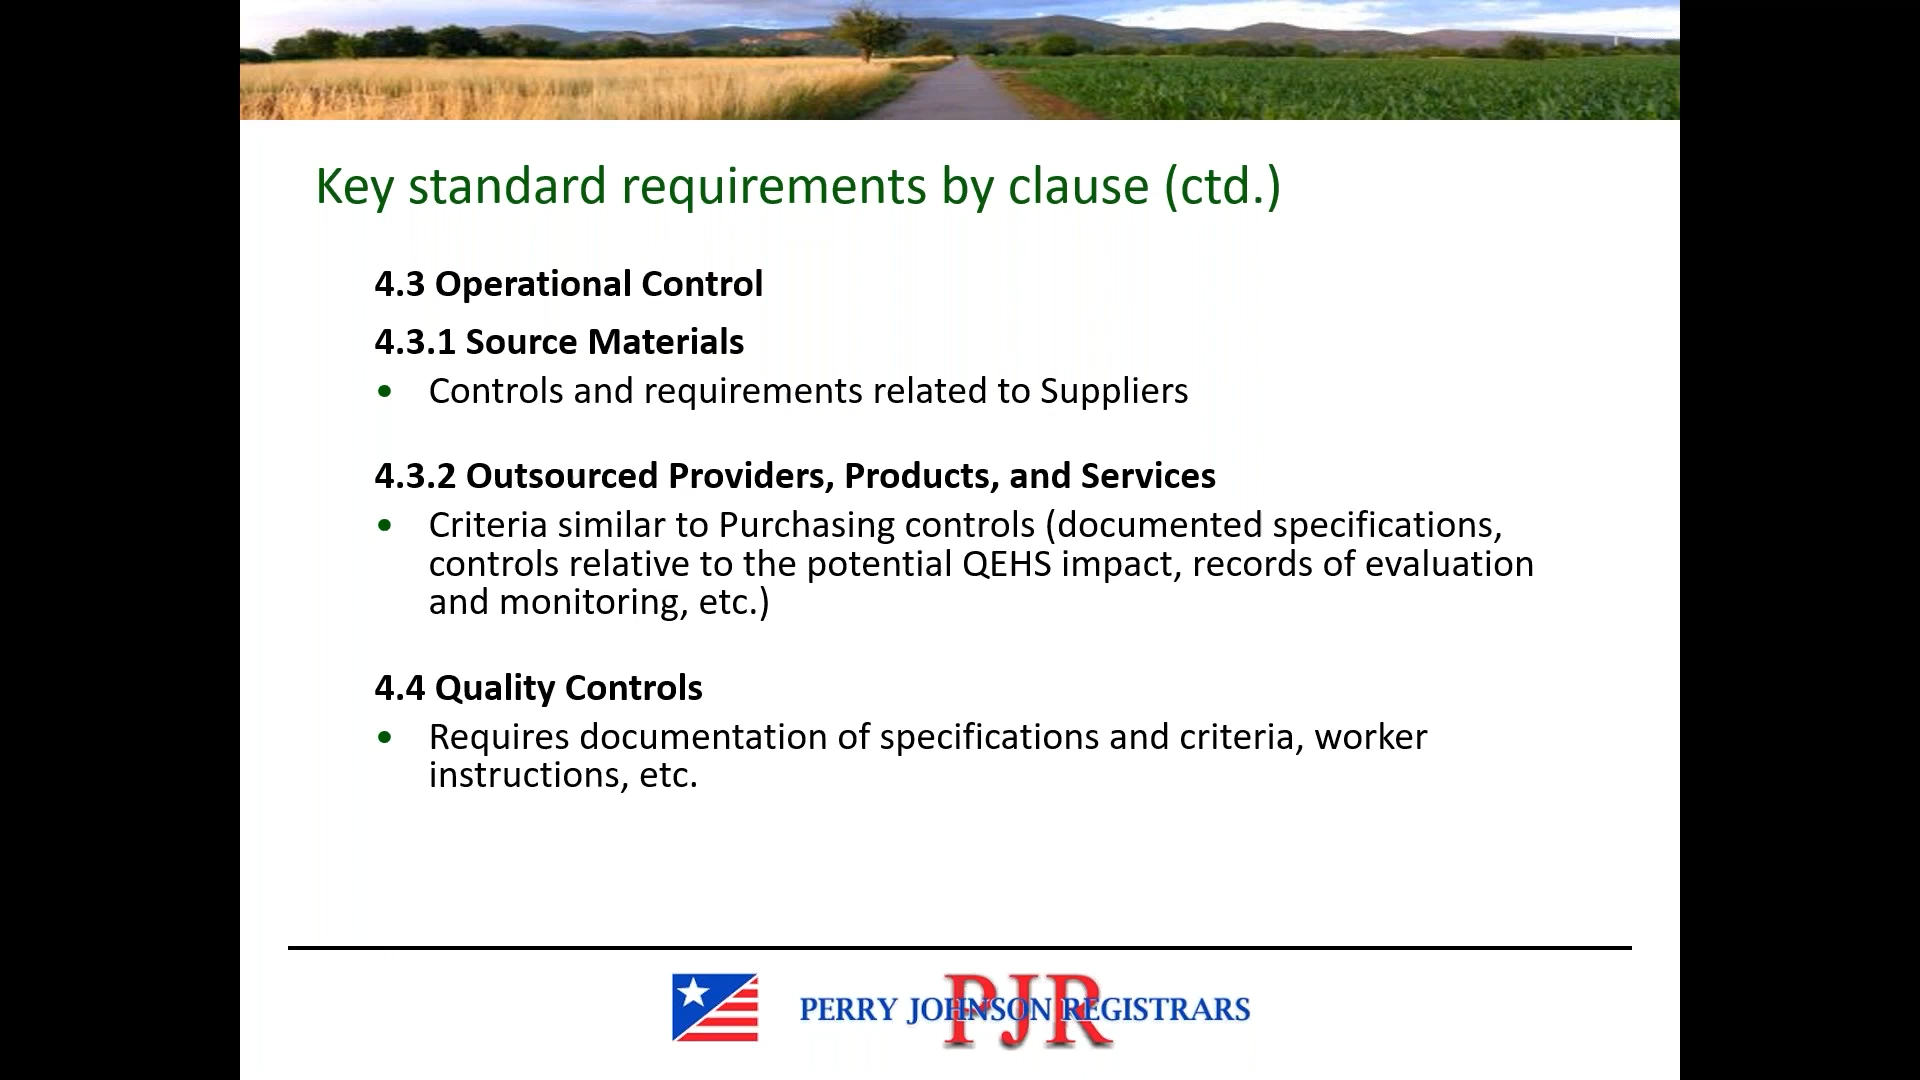 Key standard requirements by clause (ctd.)
4.3 Operational Control
4.3.1 Source Materials
• Controls and requirements related to Suppliers
4.3.2 Outsourced Providers, Products, and Services
• Criteria similar to Purchasing controls (documented specifications,
controls relative to the potential QEHS impact, records of evaluation
and monitoring, etc.)
4.4 Quality Controls
• Requires documentation of specifications and criteria, worker
instructions, etc.
PJR
PERRY JOHNSON REGISTRARS